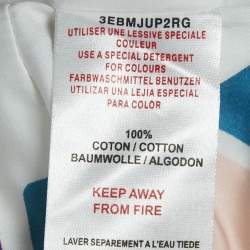 3EBMJUP2RG
UTILISER UNE LESSIVE SPECIALE
COULEUR
USE A SPECIAL DETERGENT
FOR COLOURS
FARBWASCHMITTEL BENUTZEN
UTILIZAR UNA LEJIA ESPECIAL
PARA COLOR
100%
COTON / COTTON
BAUMWOLLE / ALGODON
KEEP AWAY
FROM FIRE
LAVER SEPAREMENT A L'EAU TIEDE